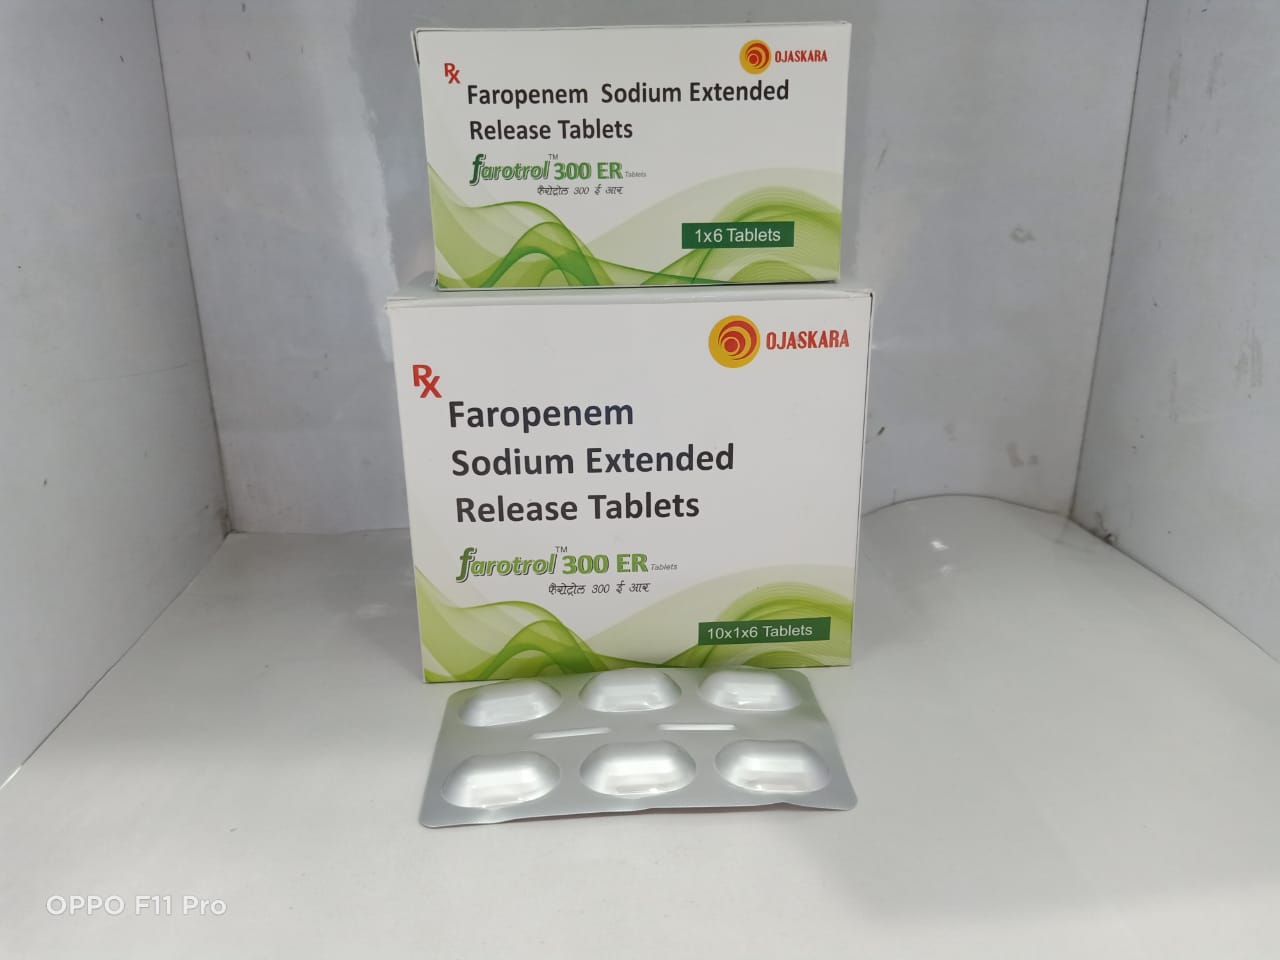 OJASKARA
Rx
Faropenem Sodium Extended
Release Tablets
farotrol™ 300 ER Tablets
फैरोट्रोल 300 ई आर
1x6 Tablets
OJASKARA
Rx
Faropenem
Sodium Extended
Release Tablets
farotrol™ 300 ER Tablets
फैरोट्रोल 300 ई आर
10x1x6 Tablets
OPPO F11 Pro